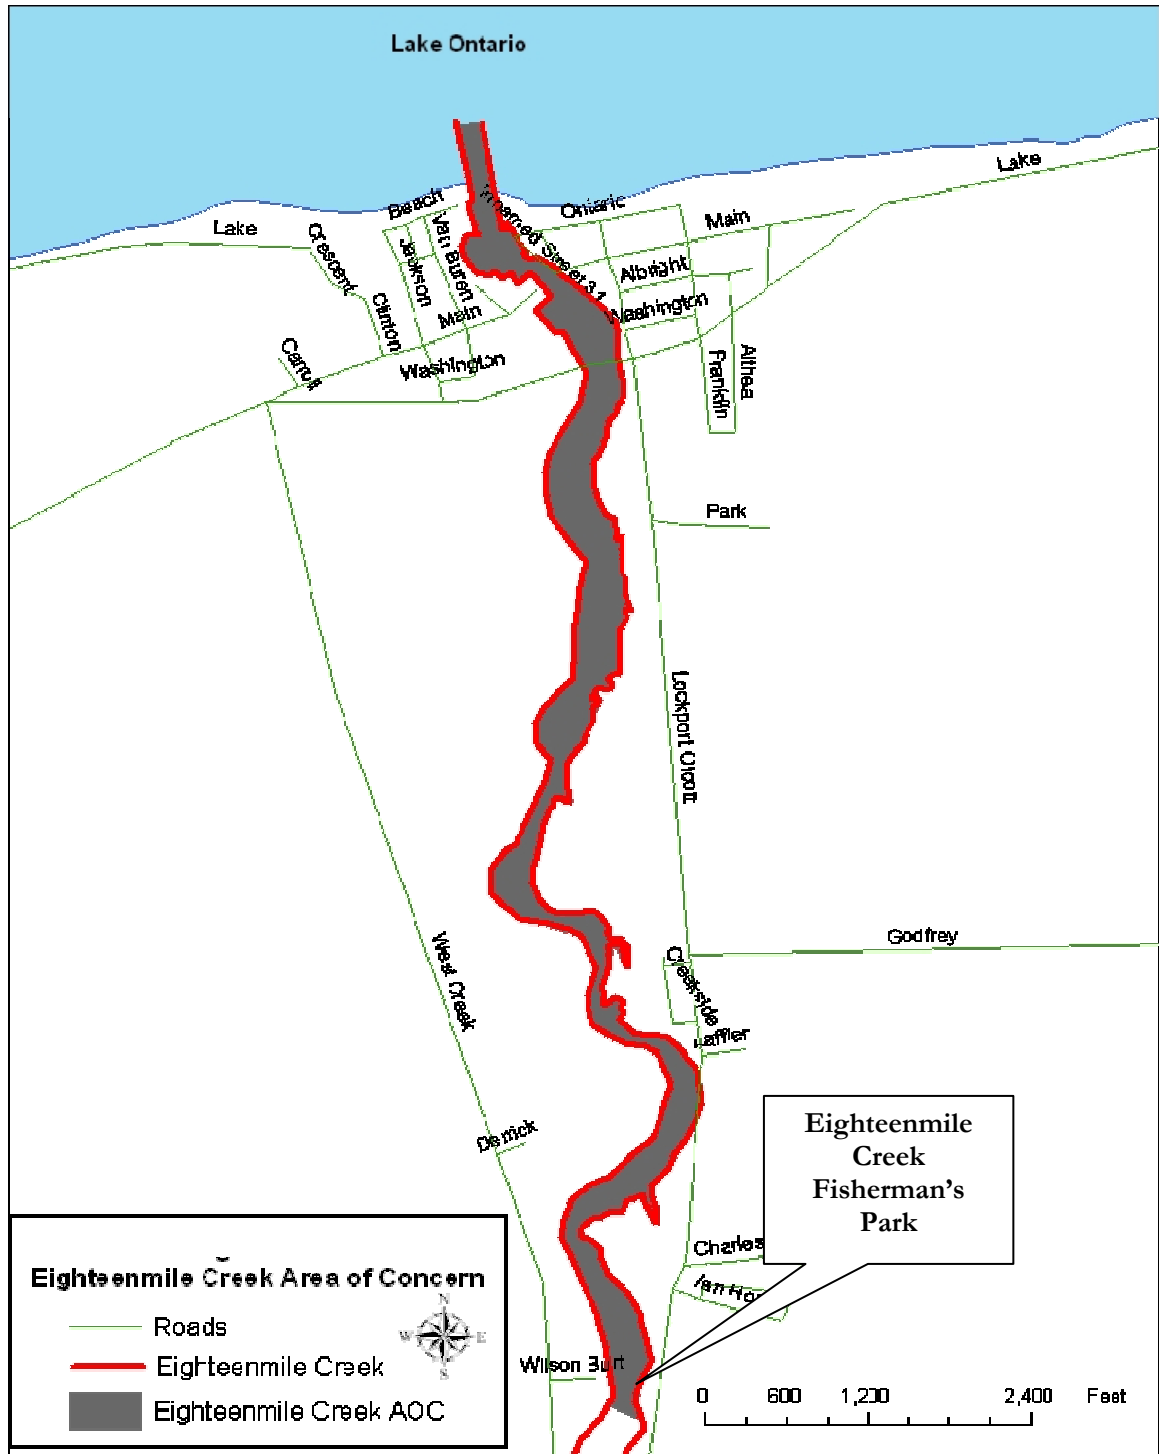 Lake Ontario
Lake
Beach
Ontario
Main
Lake
Crescent
Jackson
Van Buren
Albright
Clinton
Main
Washington
Carroll
Washington
Franklin
Althea
Park
Lockport Olcott
West Creek
Godfrey
Creekside
Laffler
Derrick
Eighteenmile
Creek
Fisherman's
Park
Charles
Wilson Burt
Eighteenmile Creek Area of Concern
N
W E
S
Roads
Eighteenmile Creek
Eighteenmile Creek AOC
0 600 1,200 2,400 Feet